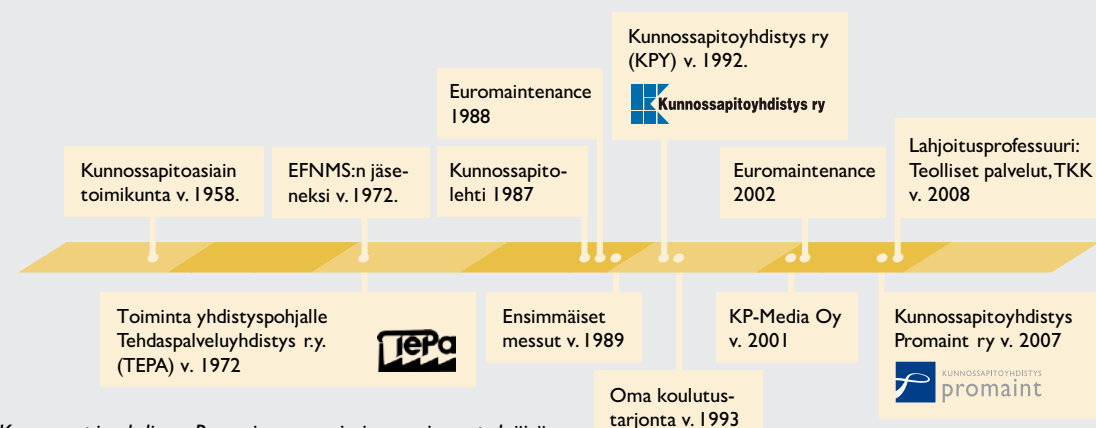 Kunnossapitoasiain
toimikunta v. 1958.
EFNMS:n jäse-
neksi v. 1972.
Euromaintenance
1988
Kunnossapito-
lehti 1987
Kunnossapitoyhdistys ry
(KPY) v. 1992.
Kunnossapitoyhdistys ry
Euromaintenance
2002
Lahjoitusprofessuuri:
Teolliset palvelut, TKK
v. 2008
Toiminta yhdistyspohjalle
Tehdaspalveluyhdistys r.y.
(TEPA) v. 1972
TEPa
Ensimmäiset
messut v. 1989
Oma koulutus-
tarjonta v. 1993
KP-Media Oy
v. 2001
Kunnossapitoyhdistys
Promaint ry v. 2007
KUNNOSSAPITOYHDISTYS
promaint